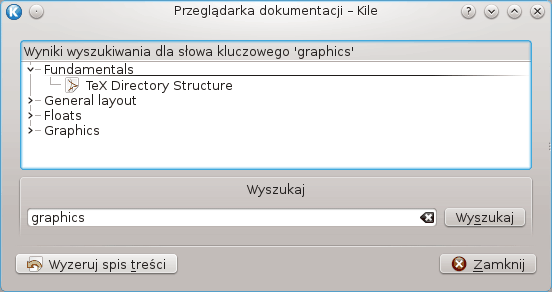 Przeglądarka dokumentacji – Kile
Wyniki wyszukiwania dla słowa kluczowego 'graphics'
Fundamentals
TeX Directory Structure
General layout
Floats
Graphics
Wyszukaj
graphics
Wyszukaj
Wyzeruj spis treści
Zamknij